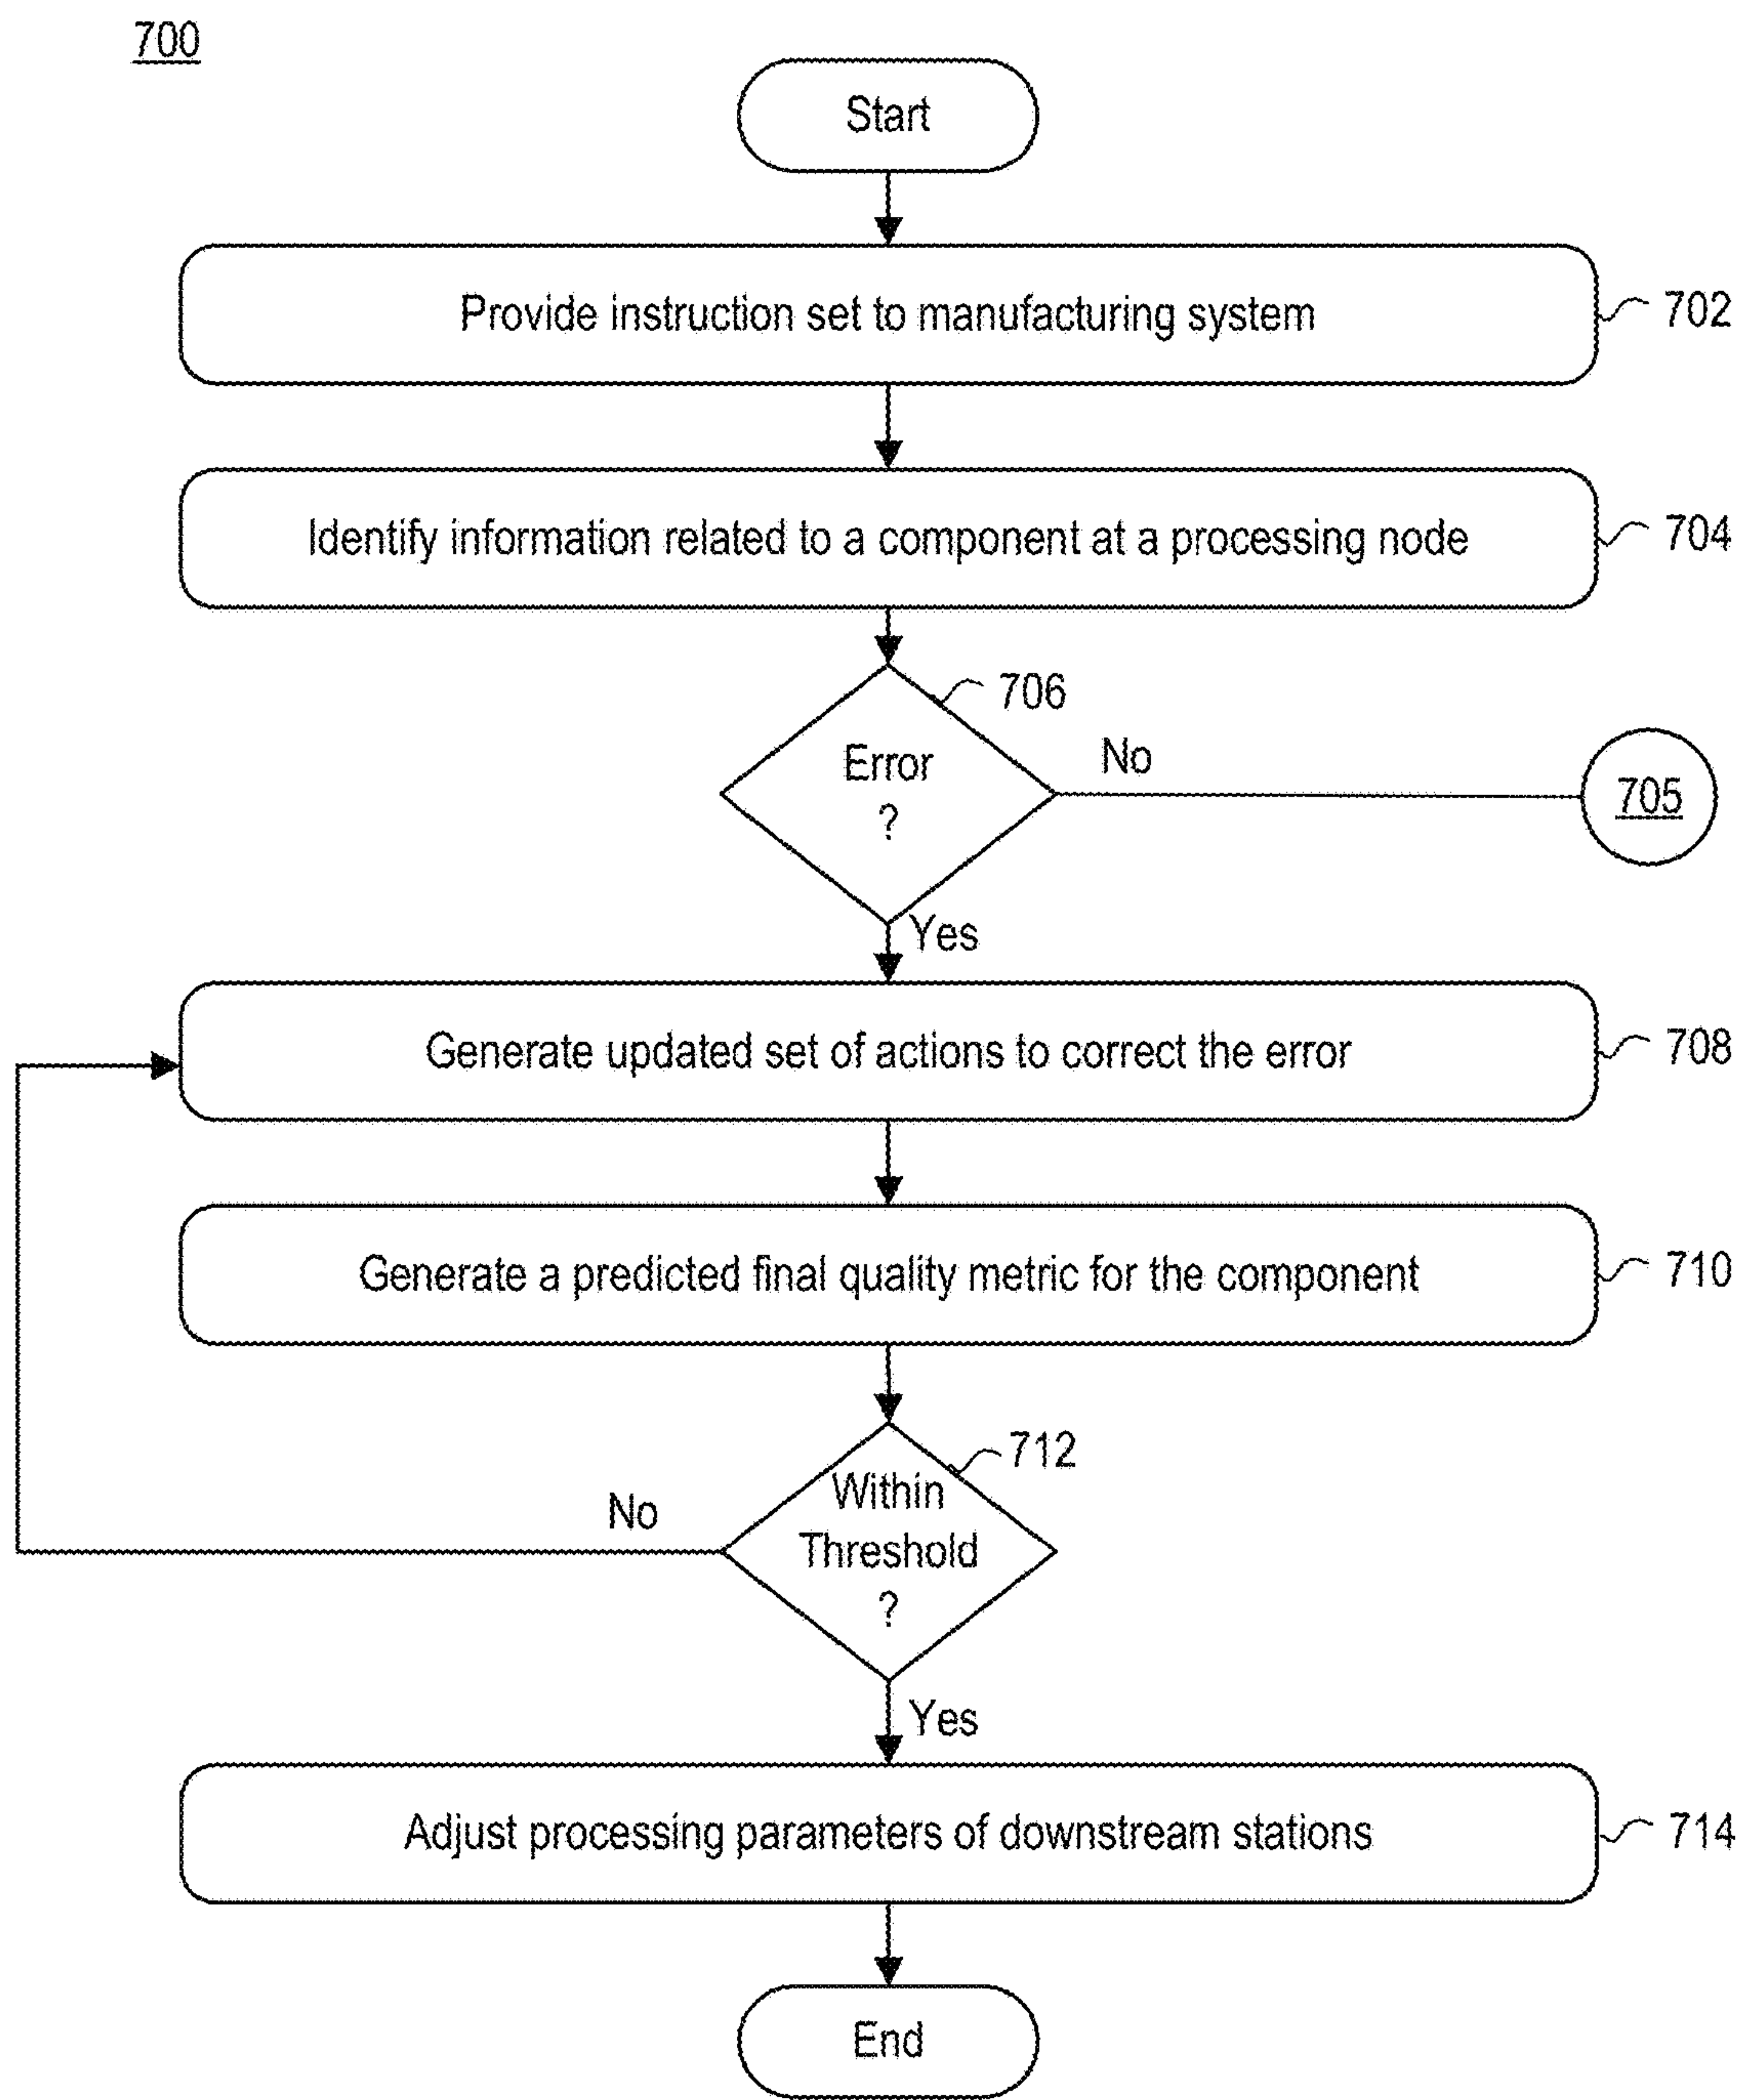 700
Start
Provide instruction set to manufacturing system
702
Identify information related to a component at a processing node
704
706
Error
?
No
705
Yes
Generate updated set of actions to correct the error
708
Generate a predicted final quality metric for the component
710
712
Within
Threshold
?
No
Yes
Adjust processing parameters of downstream stations
714
End